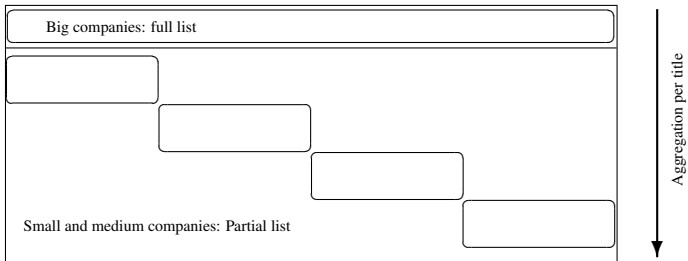 Big companies: full list
Small and medium companies: Partial list
Aggregation per title